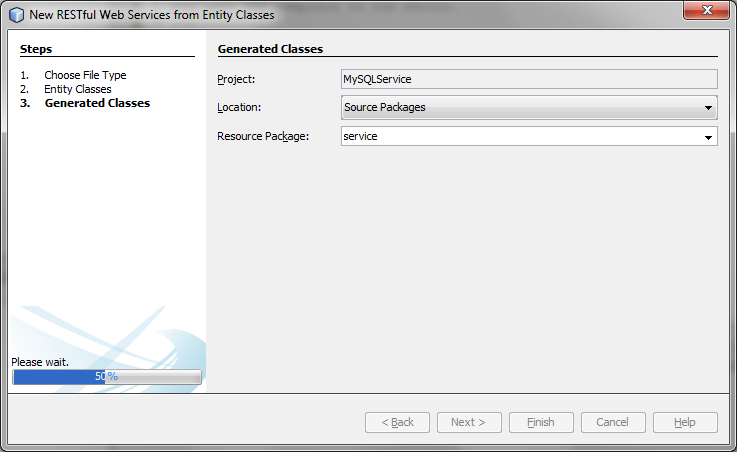 New RESTful Web Services from Entity Classes
Steps
1. Choose File Type
2. Entity Classes
3. Generated Classes
Please wait.
50%
Generated Classes
Project: MySQLService
Location: Source Packages
Resource Package: service
< Back Next > Finish Cancel Help